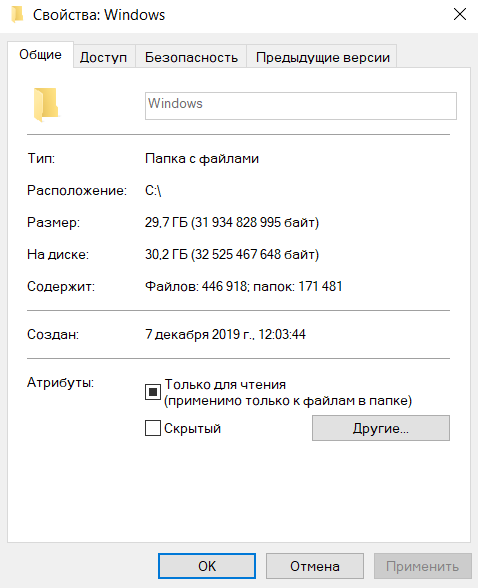 Свойства: Windows
Общие
Доступ
Безопасность
Предыдущие версии
Windows
Тип: Папка с файлами
Расположение: C:\
Размер: 29,7 ГБ (31 934 828 995 байт)
На диске: 30,2 ГБ (32 525 467 648 байт)
Содержит: Файлов: 446 918; папок: 171 481
Создан: 7 декабря 2019 г., 12:03:44
Атрибуты: Только для чтения
(применимо только к файлам в папке)
Скрытый Другие...
ОК Отмена Применить